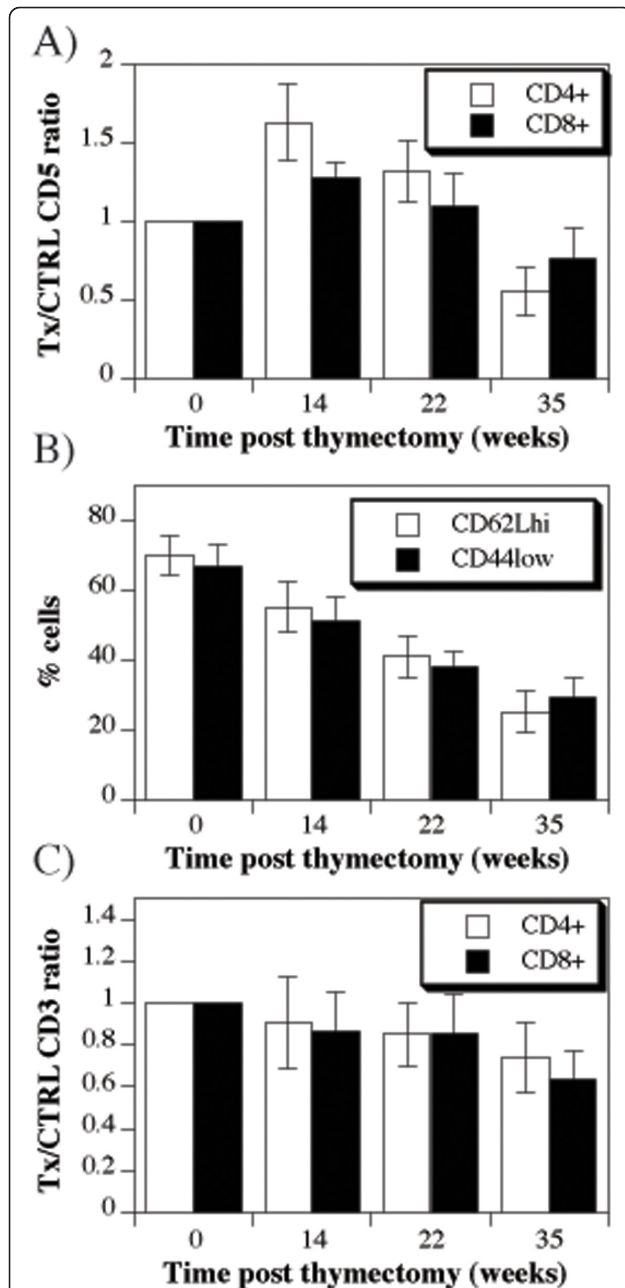 A)
Tx/CTRL CD5 ratio
2
1.5
1
0.5
0
CD4+
CD8+
0 14 22 35
Time post thymectomy (weeks)
B)
% cells
80
60
40
20
0
CD62Lhi
CD44low
0 14 22 35
Time post thymectomy (weeks)
C)
Tx/CTRL CD3 ratio
1.4
1.2
1
0.8
0.6
0.4
0.2
0
CD4+
CD8+
0 14 22 35
Time post thymectomy (weeks)